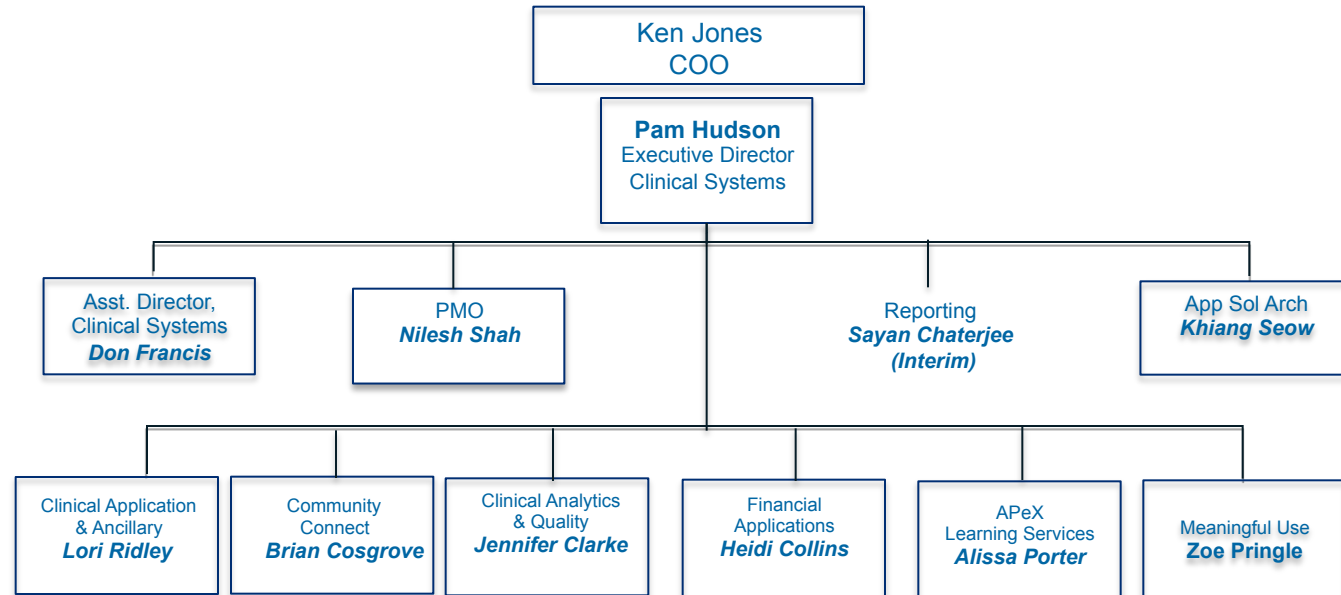 Ken Jones
COO
Pam Hudson
Executive Director
Clinical Systems
Asst. Director,
Clinical Systems
Don Francis
PMO
Nilesh Shah
Reporting
Sayan Chaterjee
(Interim)
App Sol Arch
Khiang Seow
Clinical Application
& Ancillary
Lori Ridley
Community
Connect
Brian Cosgrove
Clinical Analytics
& Quality
Jennifer Clarke
Financial
Applications
Heidi Collins
APeX
Learning Services
Alissa Porter
Meaningful Use
Zoe Pringle